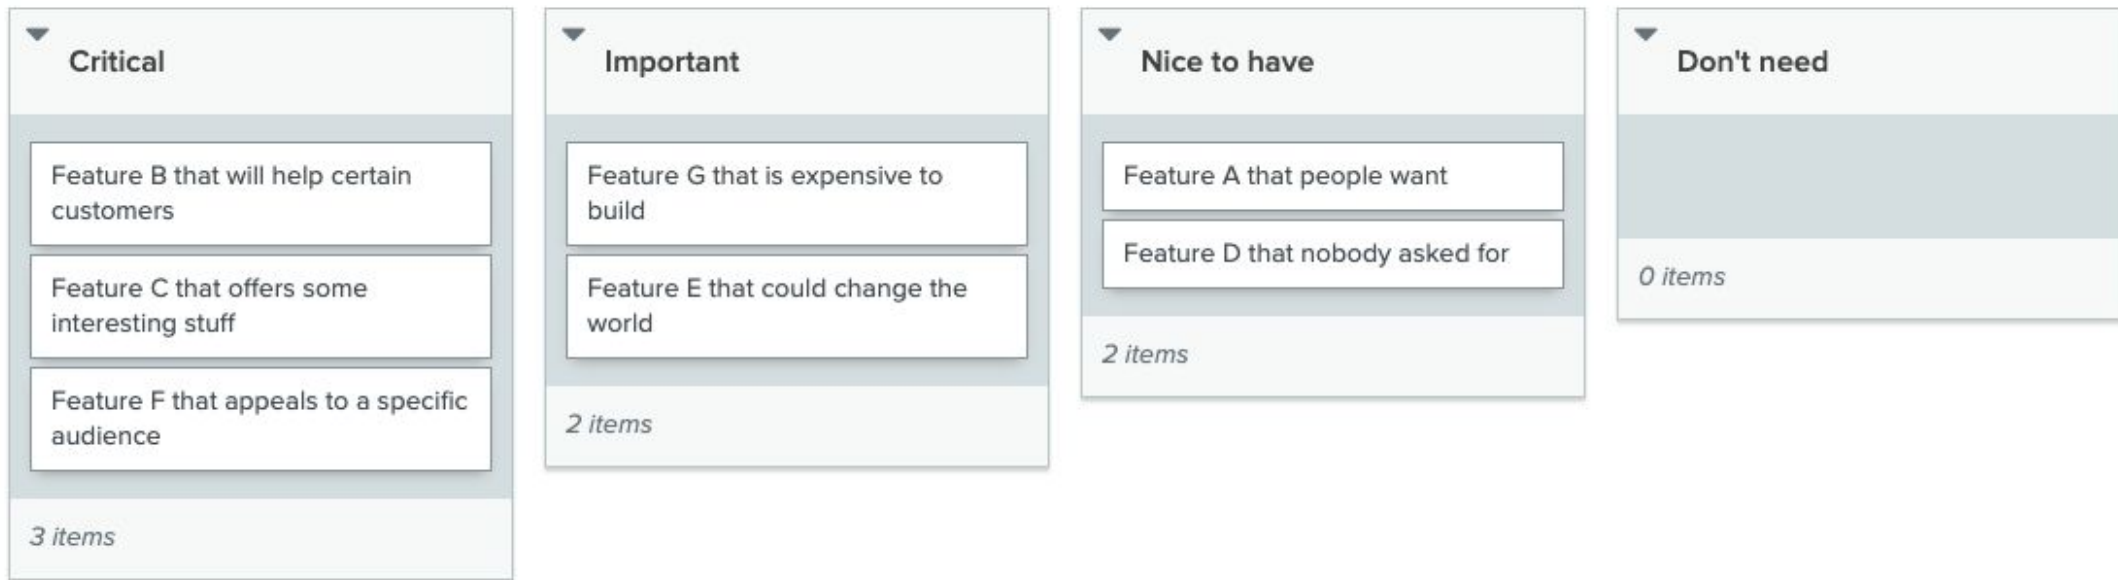 Critical
Feature B that will help certain
customers
Feature C that offers some
interesting stuff
Feature F that appeals to a specific
audience
3 items
Important
Feature G that is expensive to
build
Feature E that could change the
world
2 items
Nice to have
Feature A that people want
Feature D that nobody asked for
2 items
Don't need
0 items